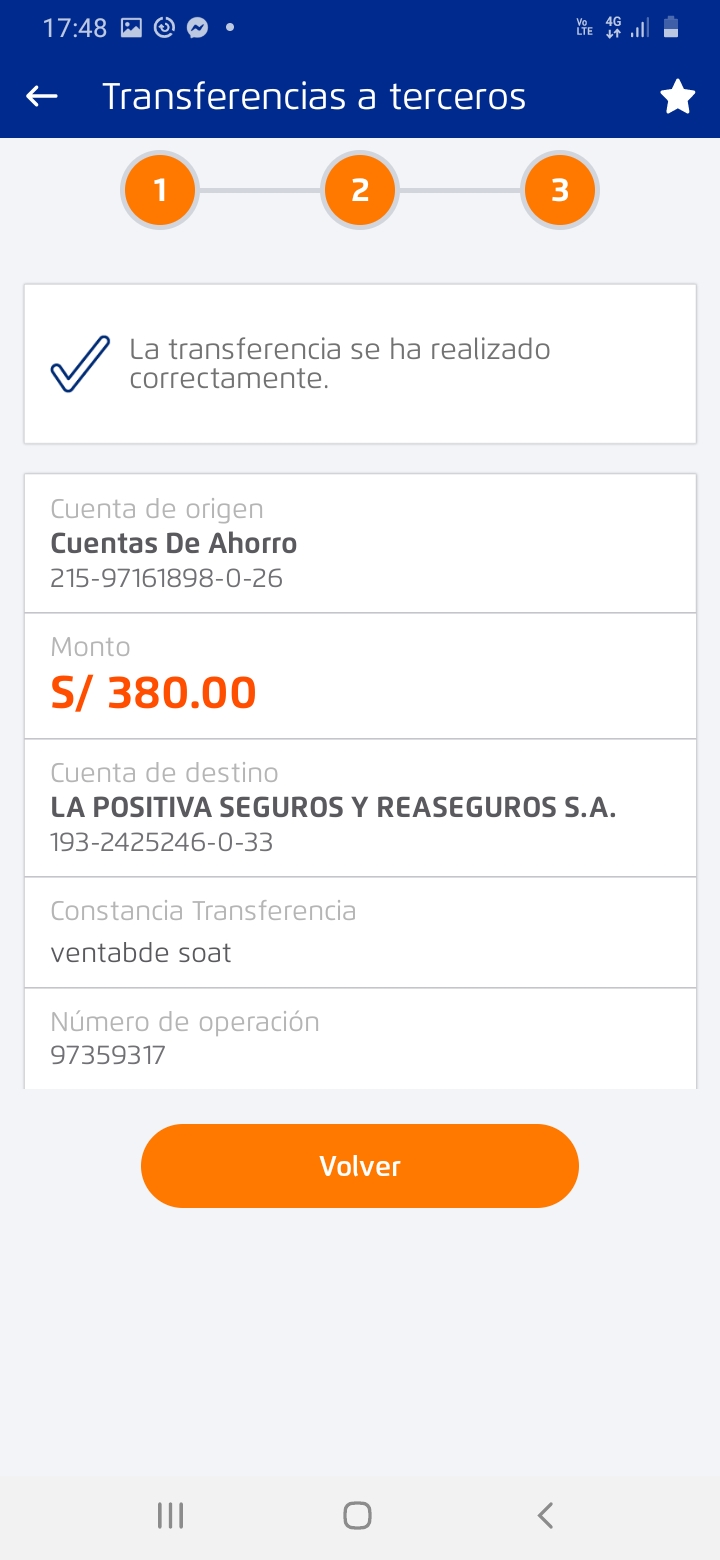 17:48
Vo LTE 4G
Transferencias a terceros
1 2 3
La transferencia se ha realizado
correctamente.
Cuenta de origen
Cuentas De Ahorro
215-97161898-0-26
Monto
S/ 380.00
Cuenta de destino
LA POSITIVA SEGUROS Y REASEGUROS S.A.
193-2425246-0-33
Constancia Transferencia
ventabde soat
Número de operación
97359317
Volver